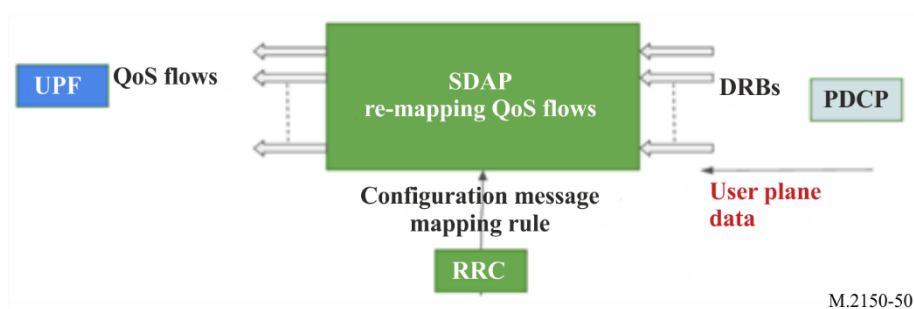 UPF
QoS flows
SDAP
re-mapping QoS flows
DRBs
PDCP
Configuration message
mapping rule
User plane
data
RRC
M.2150-50